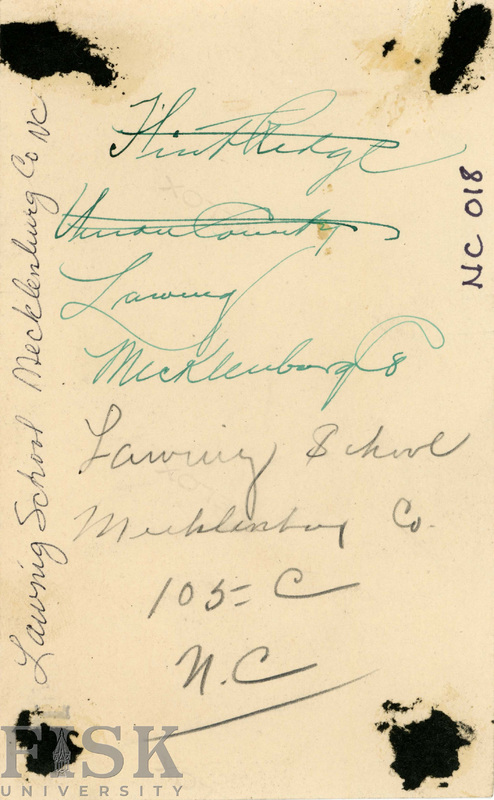 Flint Ridge
Union County
Lawing
Mecklenburg Co
Lawing School
Mecklenburg Co.
105-C
N.C
Lawing School Mecklenburg Co NC
NC 018
FISK
UNIVERSITY